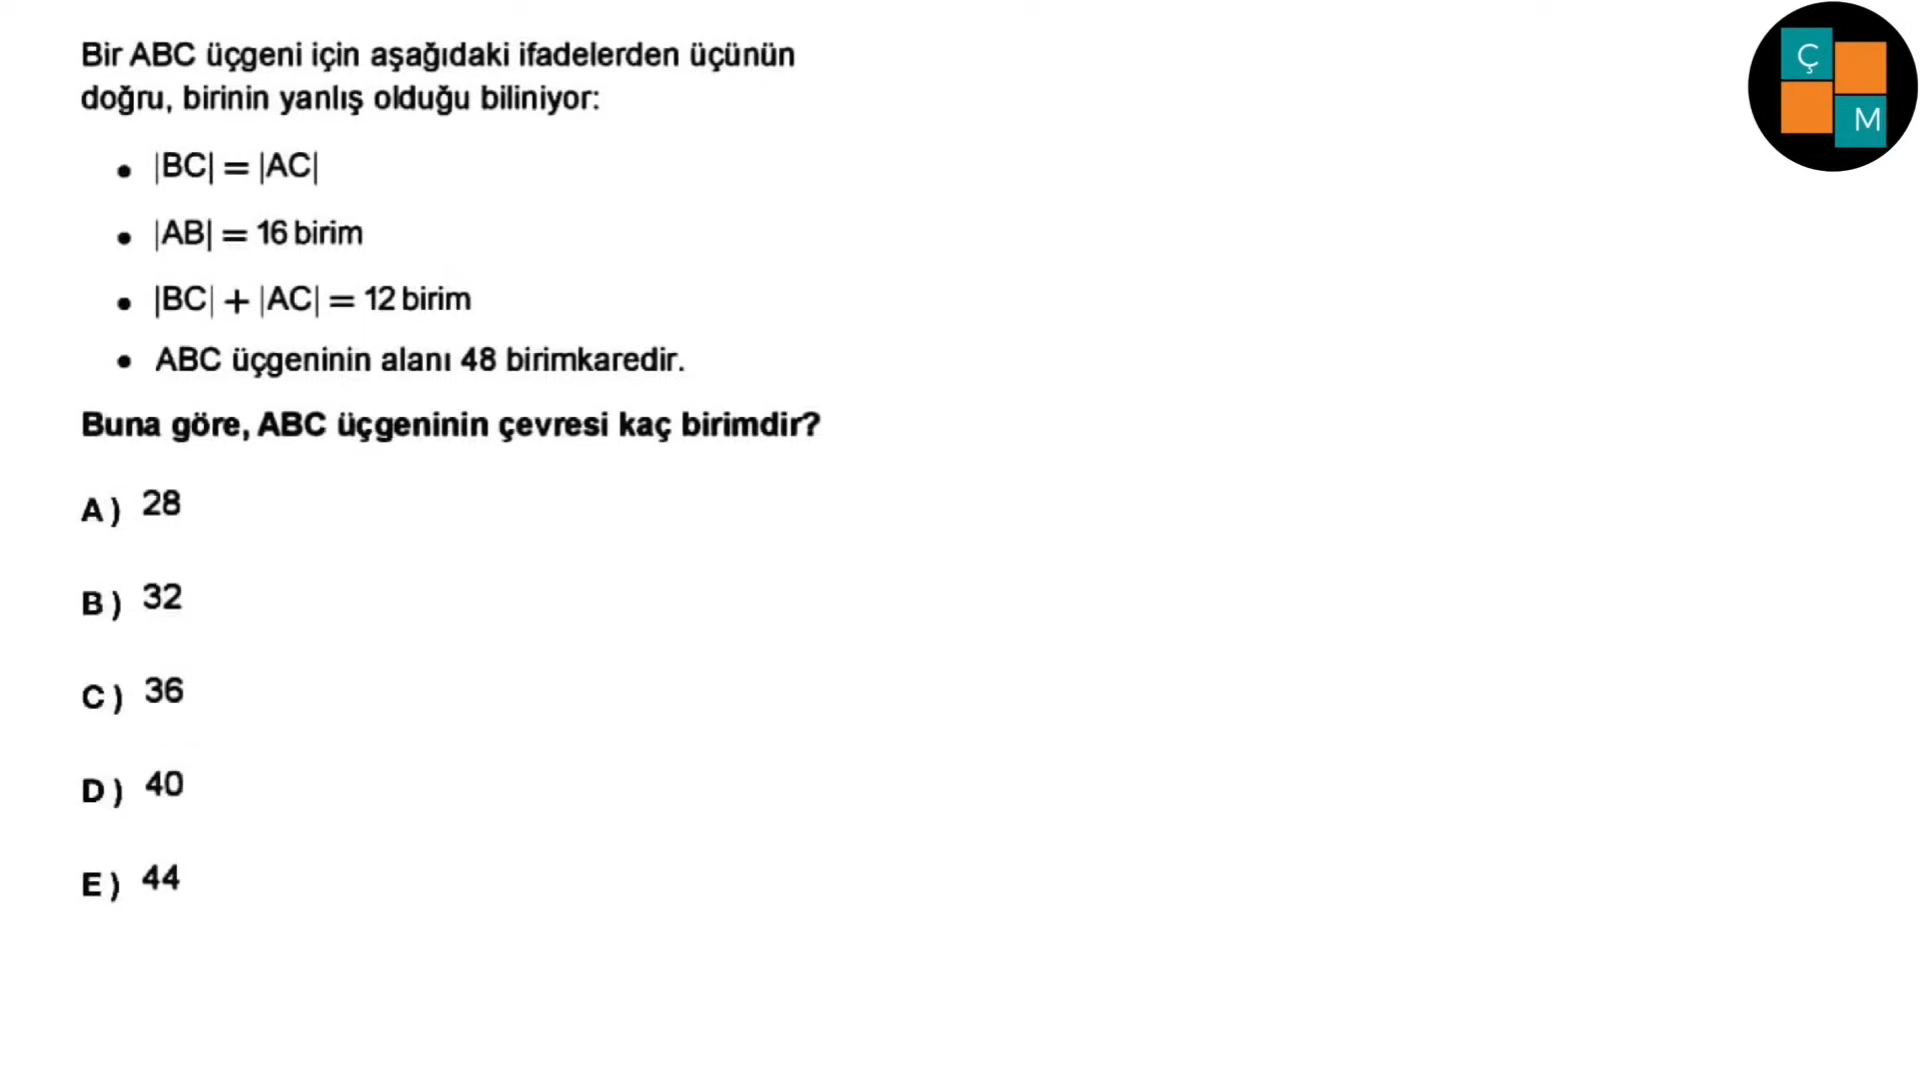 Bir ABC üçgeni için aşağıdaki ifadelerden üçünün
doğru, birinin yanlış olduğu biliniyor:
• |BC| = |AC|
• |AB| = 16 birim
• |BC| + |AC| = 12 birim
• ABC üçgeninin alanı 48 birimkaredir.
Buna göre, ABC üçgeninin çevresi kaç birimdir?
A) 28
B) 32
C) 36
D) 40
E) 44
Ç
M